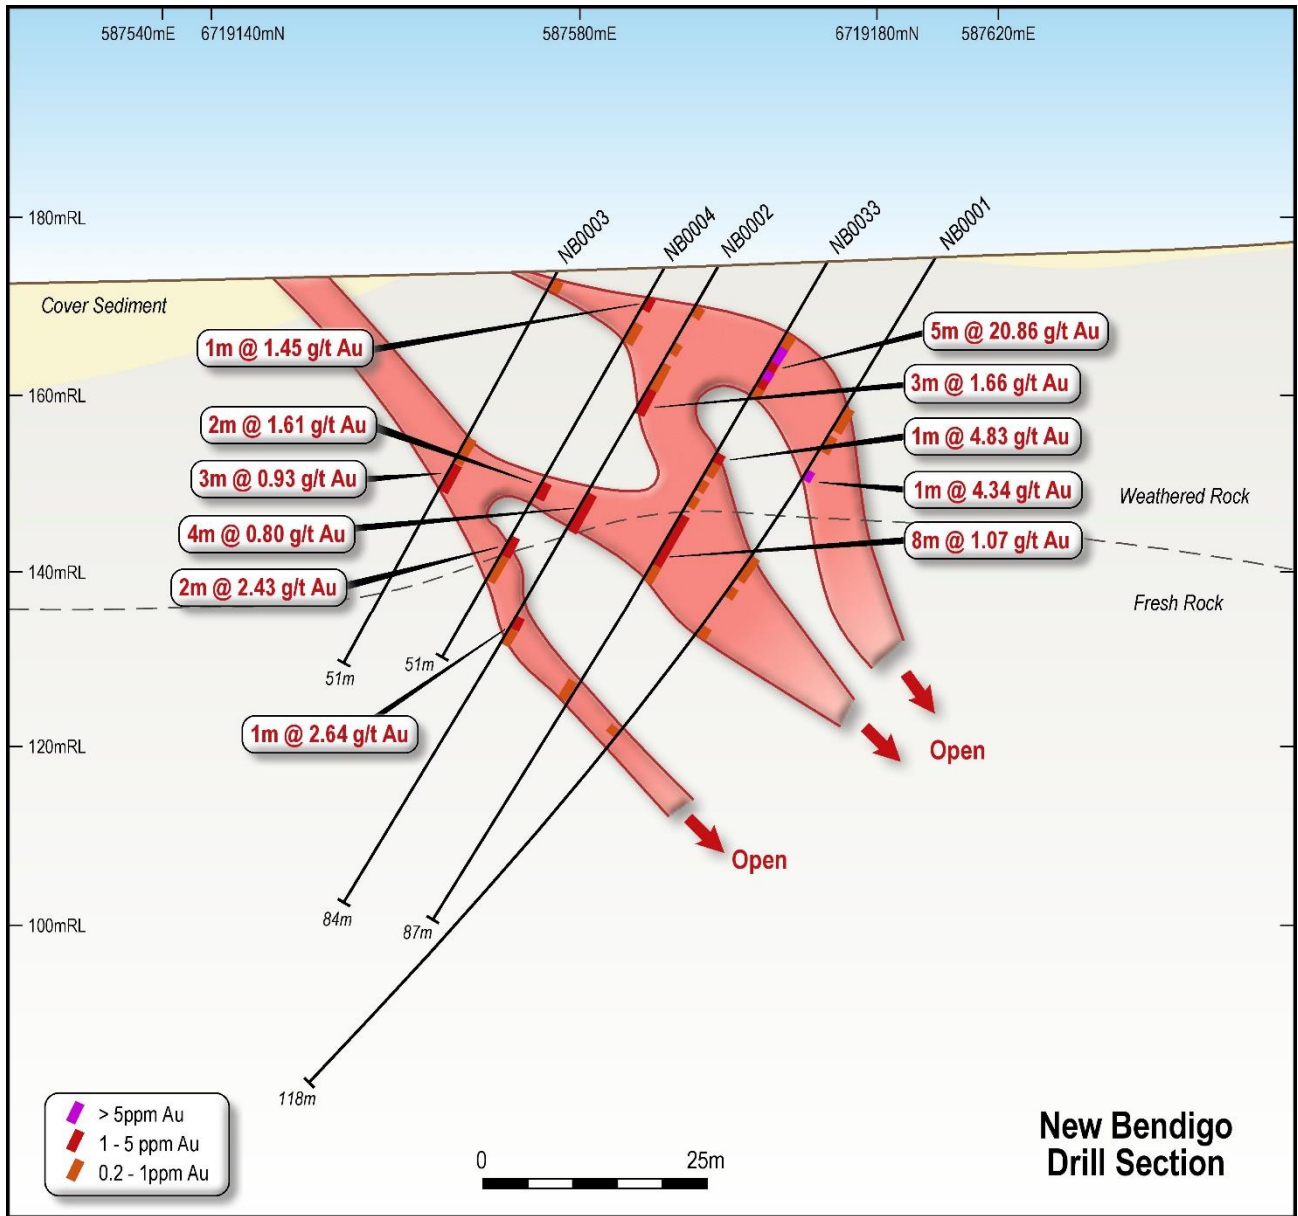 587540mE
6719140mN
587580mE
6719180mN
587620mE
180mRL
NB0003
NB0004
NB0002
NB0033
NB0001
Cover Sediment
1m @ 1.45 g/t Au
5m @ 20.86 g/t Au
160mRL
3m @ 1.66 g/t Au
2m @ 1.61 g/t Au
1m @ 4.83 g/t Au
3m @ 0.93 g/t Au
1m @ 4.34 g/t Au
Weathered Rock
4m @ 0.80 g/t Au
8m @ 1.07 g/t Au
140mRL
2m @ 2.43 g/t Au
Fresh Rock
51m
51m
1m @ 2.64 g/t Au
120mRL
Open
Open
100mRL
84m
87m
118m
> 5ppm Au
1 - 5 ppm Au
0.2 - 1ppm Au
0
25m
New Bendigo
Drill Section